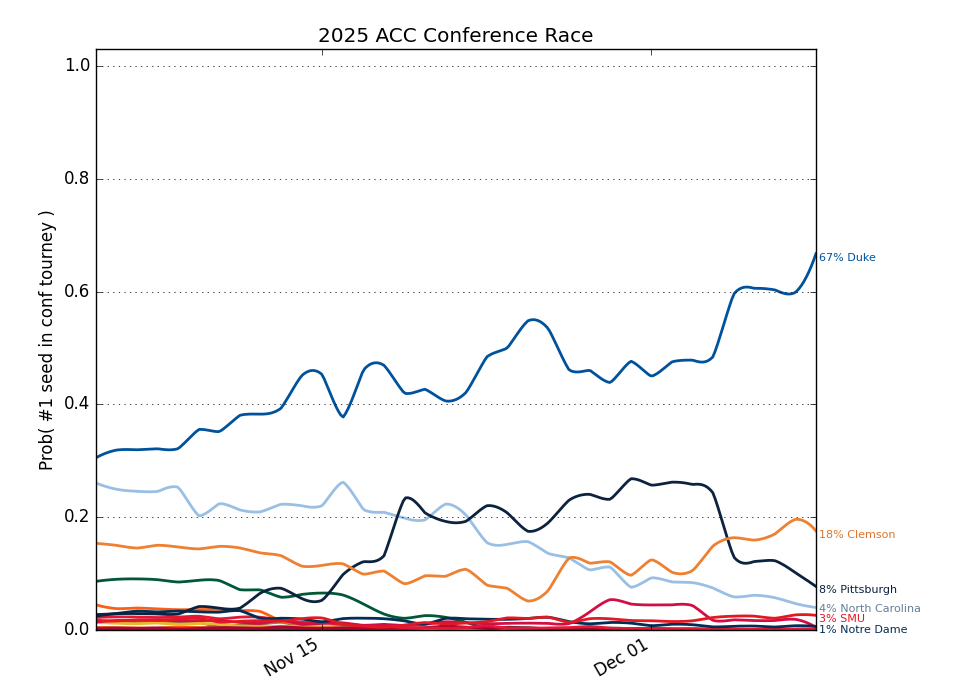 2025 ACC Conference Race
Prob( #1 seed in conf tourney )
1.0
0.8
0.6
0.4
0.2
0.0
Nov 15
Dec 01
67% Duke
18% Clemson
8% Pittsburgh
4% North Carolina
3% SMU
1% Notre Dame